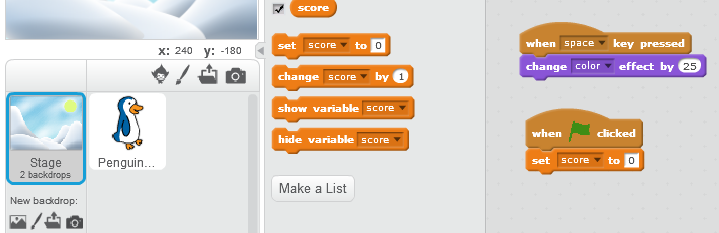 x: 240 y: -180
Stage
2 backdrops
Penguin...
New backdrop:
score
set score to 0
change score by 1
show variable score
hide variable score
Make a List
when space key pressed
change color effect by 25
when clicked
set score to 0